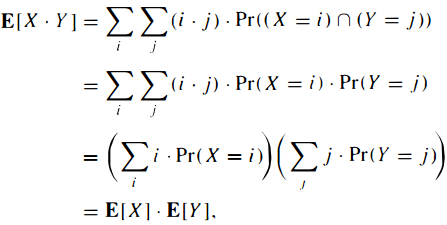 E[X · Y] = ∑_i ∑_j (i · j) · Pr((X = i) ∩ (Y = j))
= ∑_i ∑_j (i · j) · Pr(X = i) · Pr(Y = j)
= (∑_i i · Pr(X = i)) (∑_j j · Pr(Y = j))
= E[X] · E[Y],